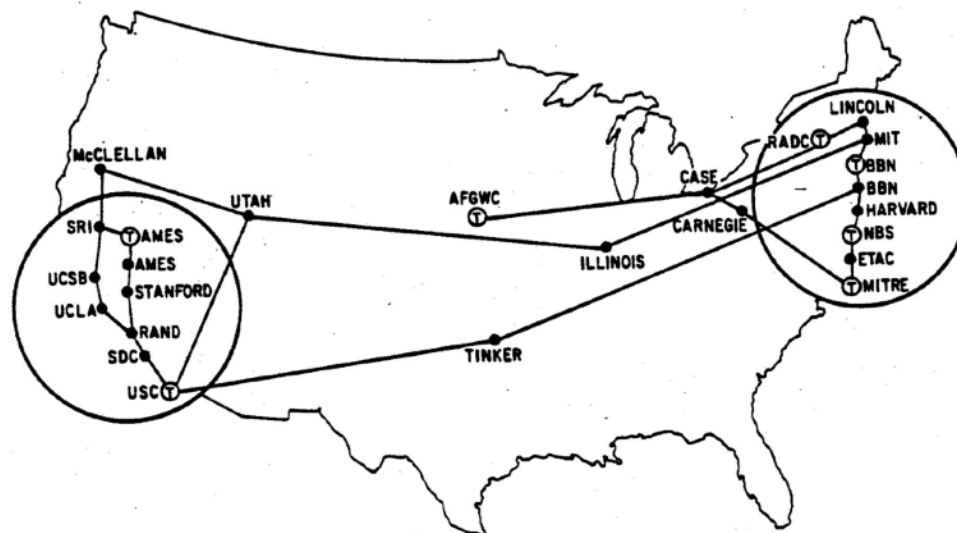 LINCOLN
RADC T
MIT
McCLELLAN
T BBN
CASE
BBN
UTAH
AFGWC
T
HARVARD
CARNEGIE
SRI
T AMES
T NBS
ILLINOIS
AMES
ETAC
UCSB
STANFORD
T MITRE
UCLA
RAND
TINKER
SDC
USC T